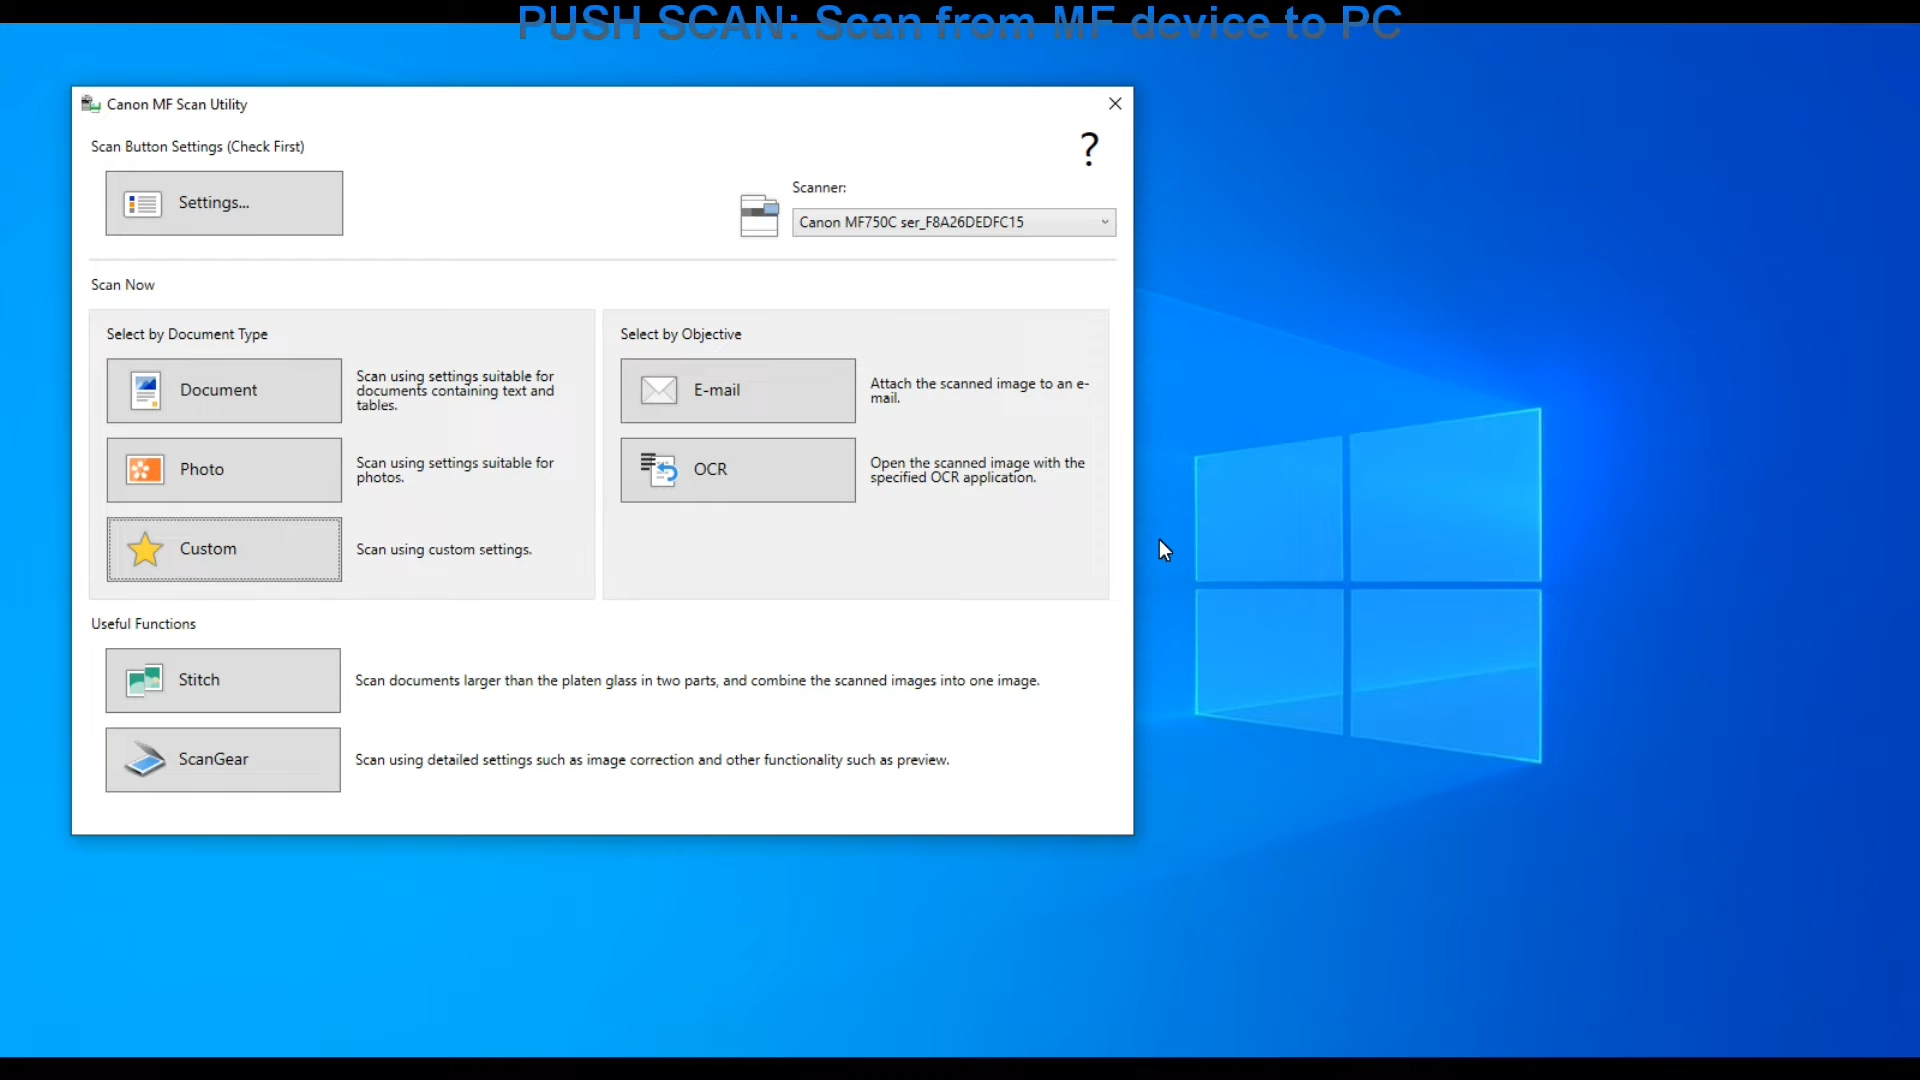 PUSH SCAN: Scan from MF device to PC
Canon MF Scan Utility
Scan Button Settings (Check First)
?
Settings...
Scanner:
Canon MF750C ser_F8A26DEDFC15
Scan Now
Select by Document Type
Document
Scan using settings suitable for
documents containing text and
tables.
Photo
Scan using settings suitable for
photos.
Custom
Scan using custom settings.
Select by Objective
E-mail
Attach the scanned image to an e-
mail.
OCR
Open the scanned image with the
specified OCR application.
Useful Functions
Stitch
Scan documents larger than the platen glass in two parts, and combine the scanned images into one image.
ScanGear
Scan using detailed settings such as image correction and other functionality such as preview.